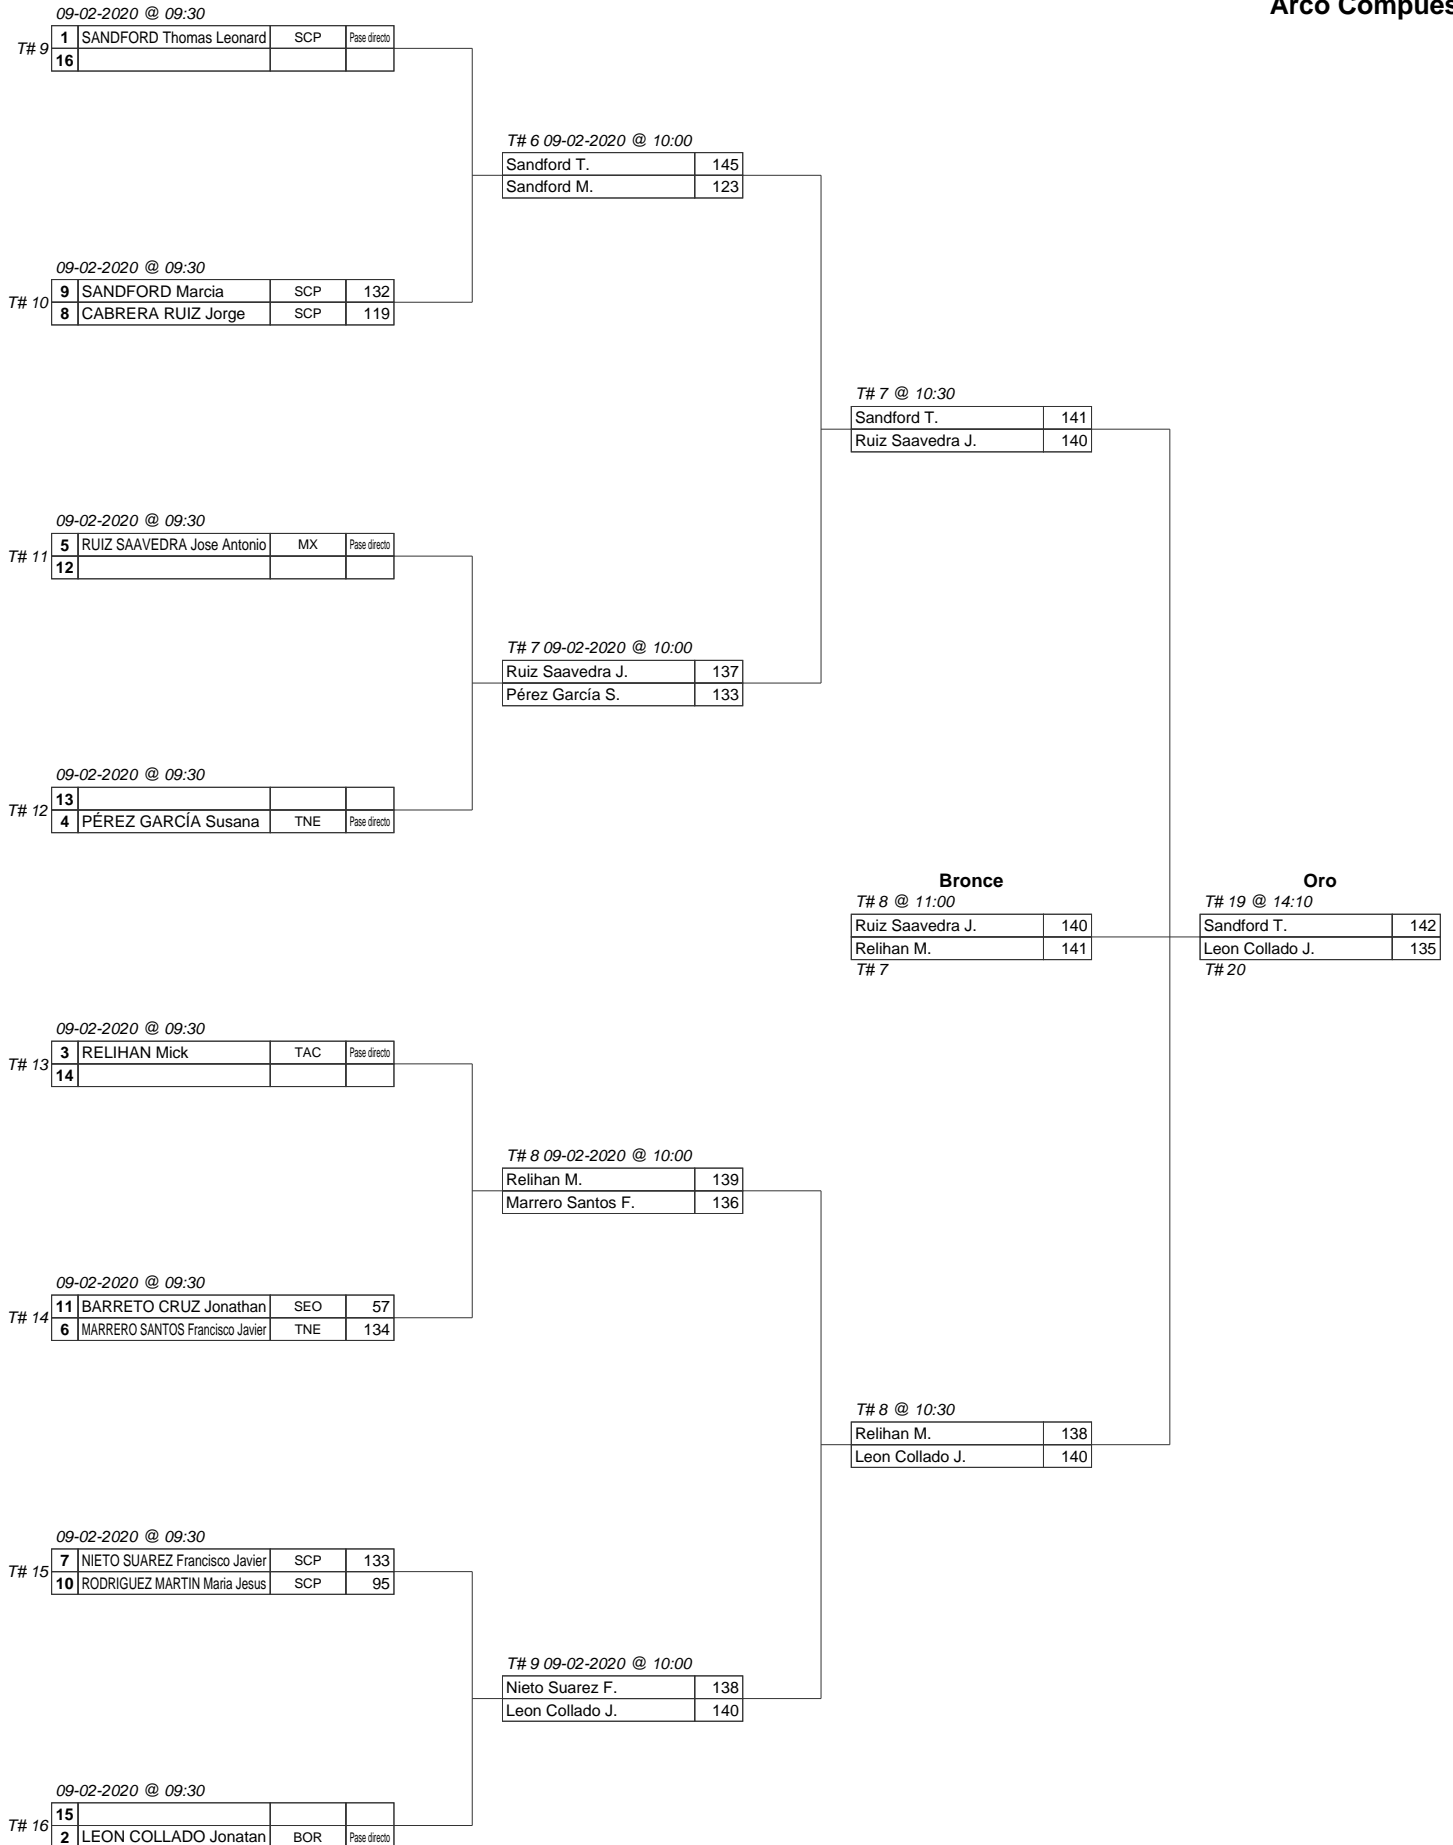 Arco Compues
09-02-2020 @ 09:30
T# 9
1 SANDFORD Thomas Leonard SCP Pase directo
16
T# 6 09-02-2020 @ 10:00
Sandford T. 145
Sandford M. 123
09-02-2020 @ 09:30
T# 10
9 SANDFORD Marcia SCP 132
8 CABRERA RUIZ Jorge SCP 119
T# 7 @ 10:30
Sandford T. 141
Ruiz Saavedra J. 140
09-02-2020 @ 09:30
T# 11
5 RUIZ SAAVEDRA Jose Antonio MX Pase directo
12
T# 7 09-02-2020 @ 10:00
Ruiz Saavedra J. 137
Pérez García S. 133
09-02-2020 @ 09:30
T# 12
13
4 PÉREZ GARCÍA Susana TNE Pase directo
Bronce
T# 8 @ 11:00
Ruiz Saavedra J. 140
Relihan M. 141
T# 7
Oro
T# 19 @ 14:10
Sandford T. 142
Leon Collado J. 135
T# 20
09-02-2020 @ 09:30
T# 13
3 RELIHAN Mick TAC Pase directo
14
T# 8 09-02-2020 @ 10:00
Relihan M. 139
Marrero Santos F. 136
09-02-2020 @ 09:30
T# 14
11 BARRETO CRUZ Jonathan SEO 57
6 MARRERO SANTOS Francisco Javier TNE 134
T# 8 @ 10:30
Relihan M. 138
Leon Collado J. 140
09-02-2020 @ 09:30
T# 15
7 NIETO SUAREZ Francisco Javier SCP 133
10 RODRIGUEZ MARTIN Maria Jesus SCP 95
T# 9 09-02-2020 @ 10:00
Nieto Suarez F. 138
Leon Collado J. 140
09-02-2020 @ 09:30
T# 16
15
2 LEON COLLADO Jonatan BOR Pase directo